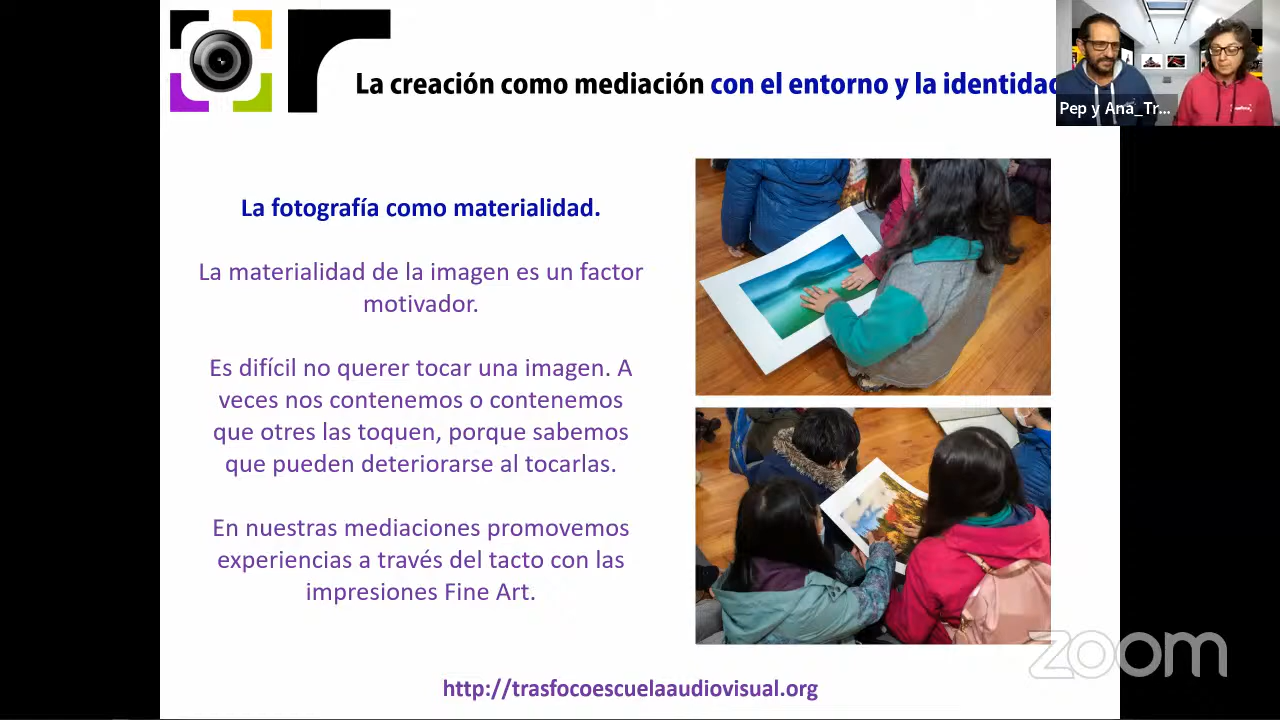 La creación como mediación con el entorno y la identidad
Pep y Ana_Tr...
La fotografía como materialidad.
La materialidad de la imagen es un factor
motivador.
Es difícil no querer tocar una imagen. A
veces nos contenemos o contenemos
que otres las toquen, porque sabemos
que pueden deteriorarse al tocarlas.
En nuestras mediaciones promovemos
experiencias a través del tacto con las
impresiones Fine Art.
zoom
http://trasfocoescuelaaudiovisual.org